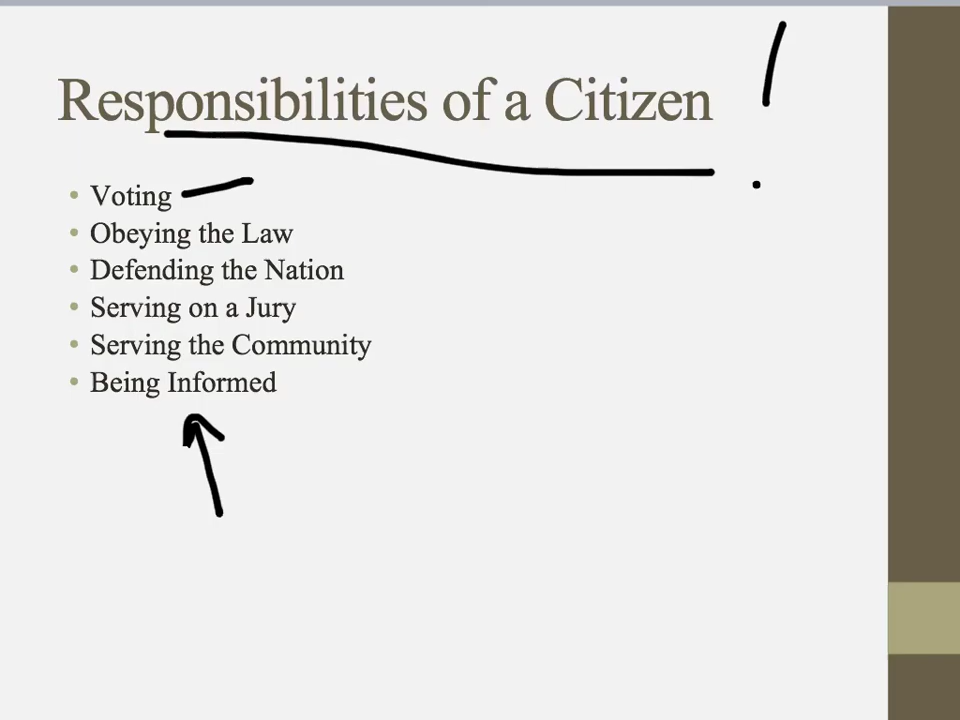 Responsibilities of a Citizen
• Voting
• Obeying the Law
• Defending the Nation
• Serving on a Jury
• Serving the Community
• Being Informed